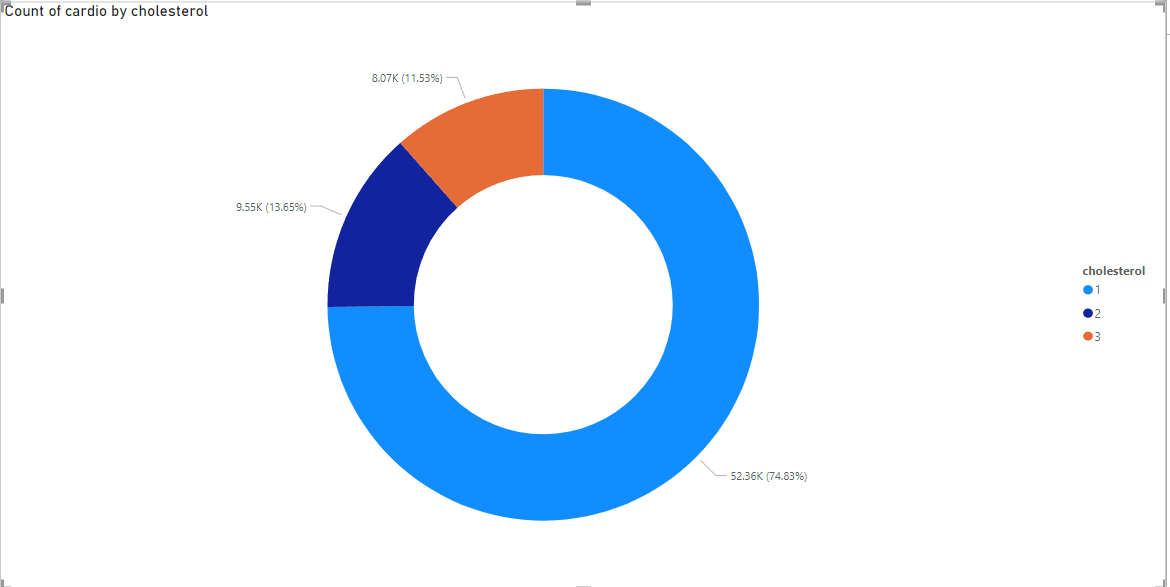 Count of cardio by cholesterol
8.07K (11.53%)
9.55K (13.65%)
52.36K (74.83%)
cholesterol
1
2
3